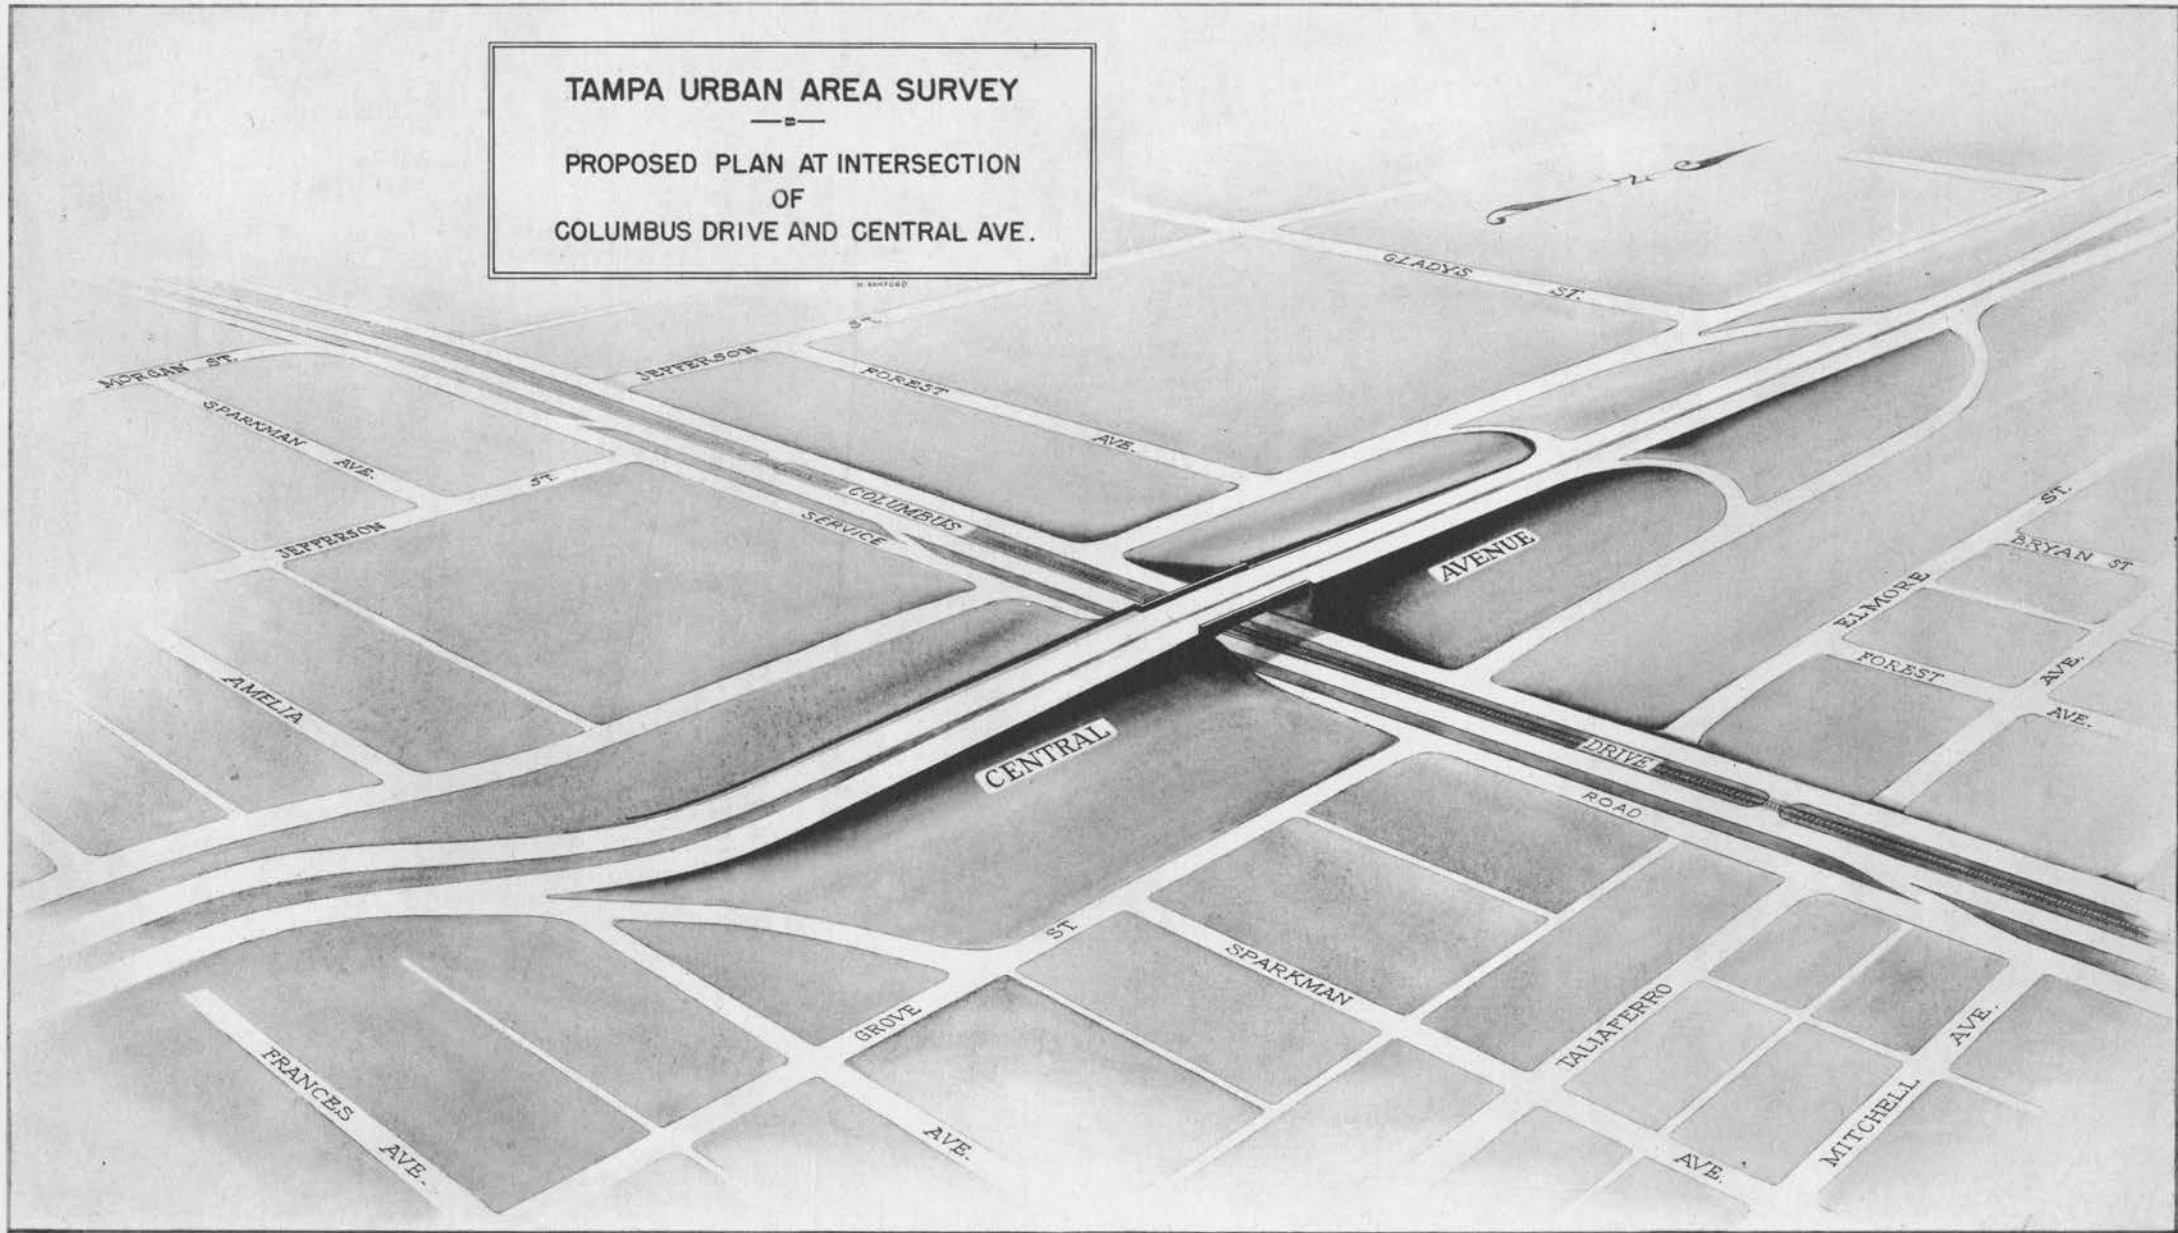 TAMPA URBAN AREA SURVEY
PROPOSED PLAN AT INTERSECTION
OF
COLUMBUS DRIVE AND CENTRAL AVE.
N
GLADYS ST.
MORGAN ST.
JEFFERSON ST.
FOREST AVE.
SPARKMAN AVE.
JEFFERSON ST.
COLUMBUS
SERVICE
AVENUE
ELMORE ST.
BRYAN ST
FOREST AVE.
AVE.
AMELIA
CENTRAL
DRIVE
ROAD
GROVE ST
SPARKMAN
AVE.
TALIAFERRO
MITCHELL AVE.
FRANCES AVE.
AVE.